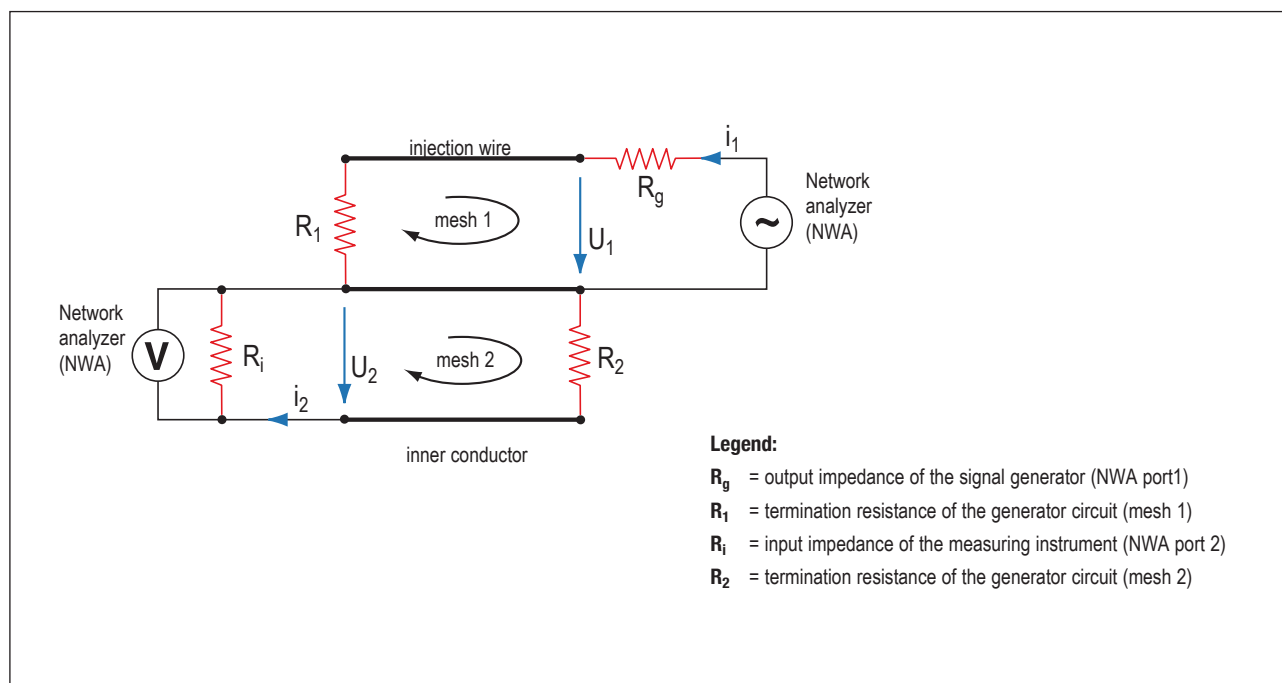 injection wire
i1
Rg
Network
analyzer
(NWA)
~
R1
mesh 1
U1
Network
analyzer
(NWA)
V
Ri
U2
mesh 2
R2
i2
inner conductor
Legend:
Rg = output impedance of the signal generator (NWA port1)
R1 = termination resistance of the generator circuit (mesh 1)
Ri = input impedance of the measuring instrument (NWA port 2)
R2 = termination resistance of the generator circuit (mesh 2)